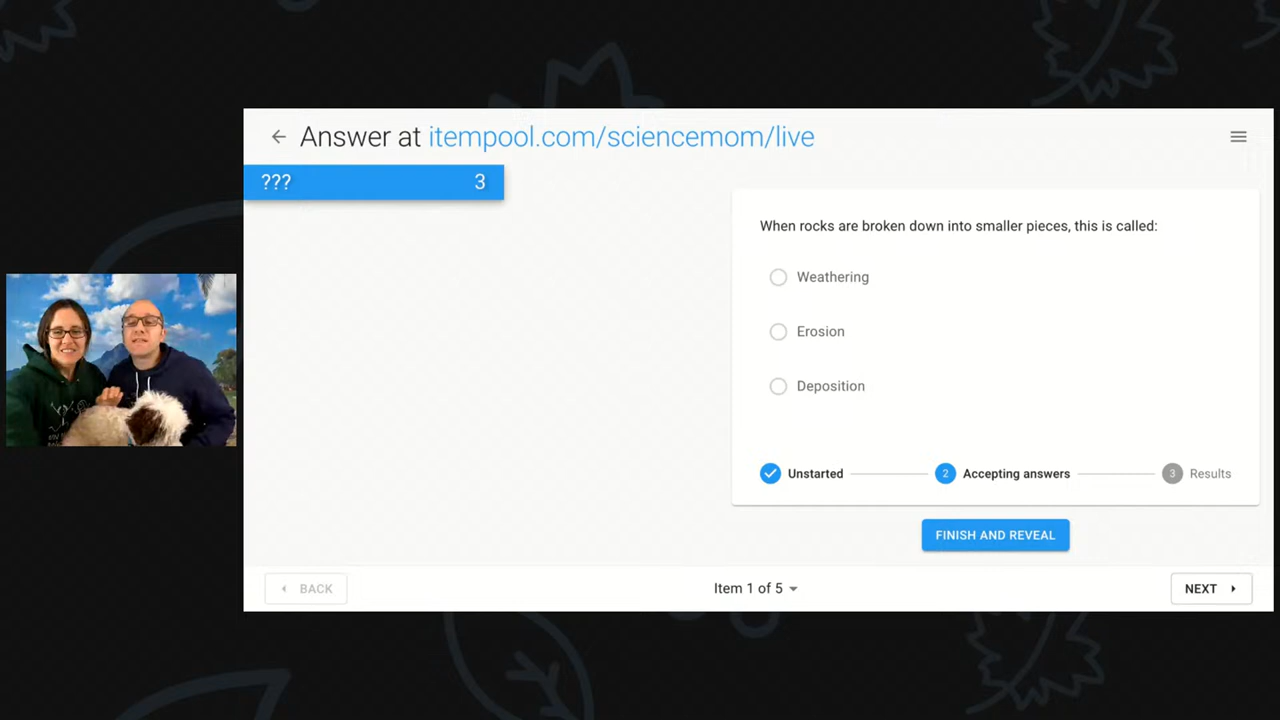 Answer at itempool.com/sciencemom/live
??? 3
When rocks are broken down into smaller pieces, this is called:
Weathering
Erosion
Deposition
Unstarted 2 Accepting answers 3 Results
FINISH AND REVEAL
BACK Item 1 of 5 NEXT